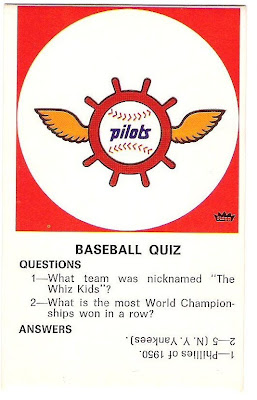 pilots
FLEER
BASEBALL QUIZ
QUESTIONS
1—What team was nicknamed "The
Whiz Kids"?
2—What is the most World Champion-
ships won in a row?
ANSWERS
1—Phillies of 1950.
2—5 (N. Y. Yankees).